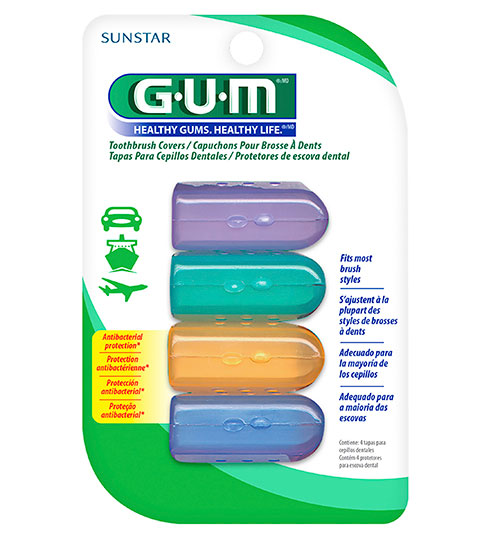 SUNSTAR
G·U·M ®/MD
HEALTHY GUMS. HEALTHY LIFE.®/MD
Toothbrush Covers / Capuchons Pour Brosse À Dents
Tapas Para Cepillos Dentales / Protetores de escova dental
Fits most
brush
styles
S'ajustent à la
plupart des
styles de brosses
à dents
Adecuado para
la mayoría de
los cepillos
Adequado para
a maioria das
escovas
Antibacterial
protection*
Protection
antibactérienne*
Protección
antibacterial*
Proteção
antibacterial*
Contiene: 4 tapas para
cepillos dentales
Contém 4 protetores
para escova dental